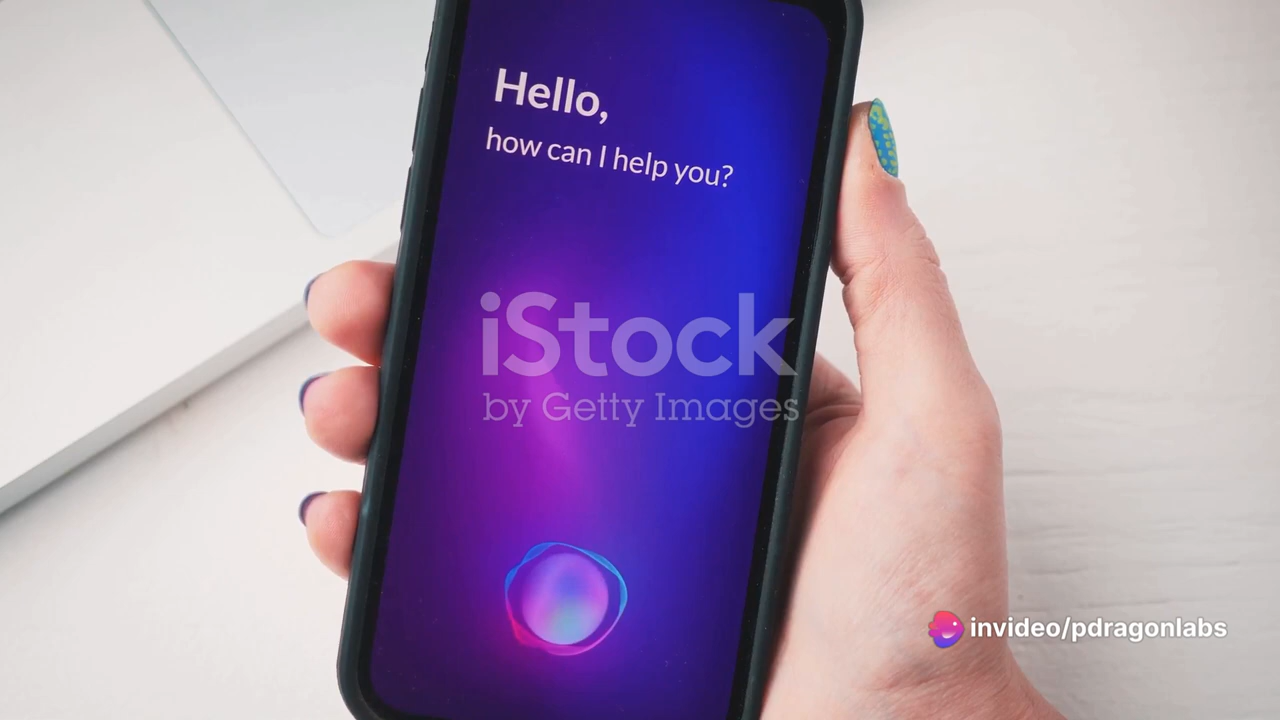 Hello,
how can I help you?
iStock
by Getty Images
invideo/pdragonlabs